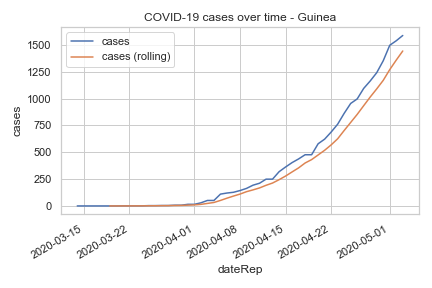 COVID-19 cases over time - Guinea
cases
cases (rolling)
1500
1250
1000
750
500
250
0
cases
2020-03-15
2020-03-22
2020-04-01
2020-04-08
2020-04-15
2020-04-22
2020-05-01
dateRep